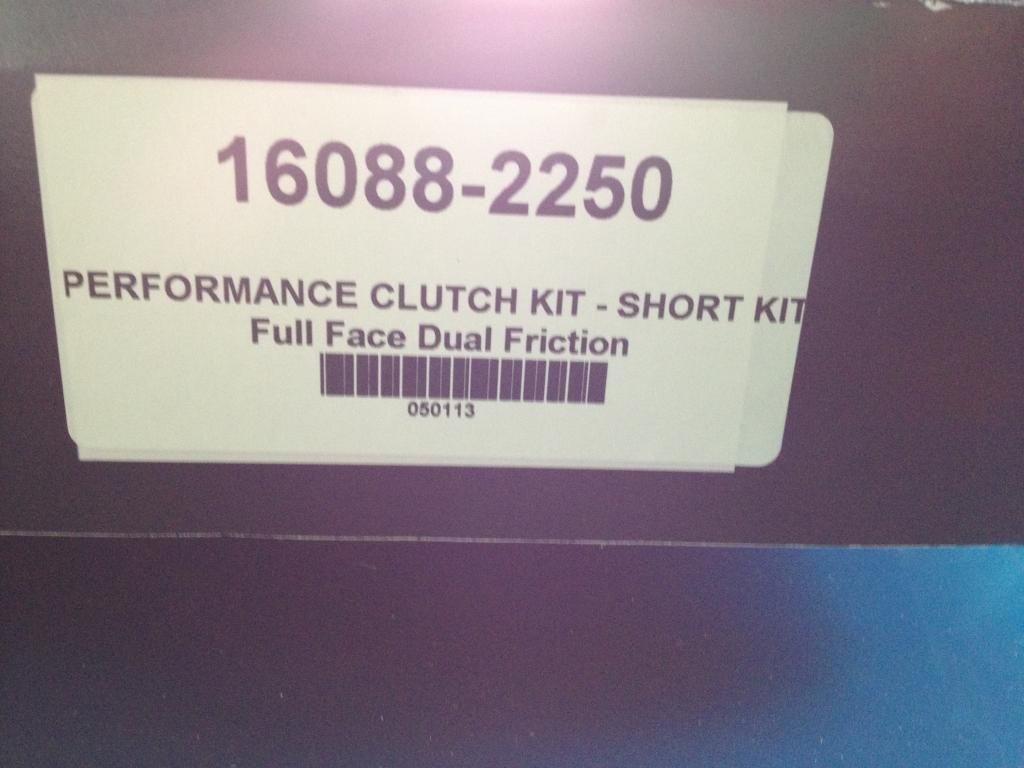 16088-2250
PERFORMANCE CLUTCH KIT - SHORT KIT
Full Face Dual Friction
050113